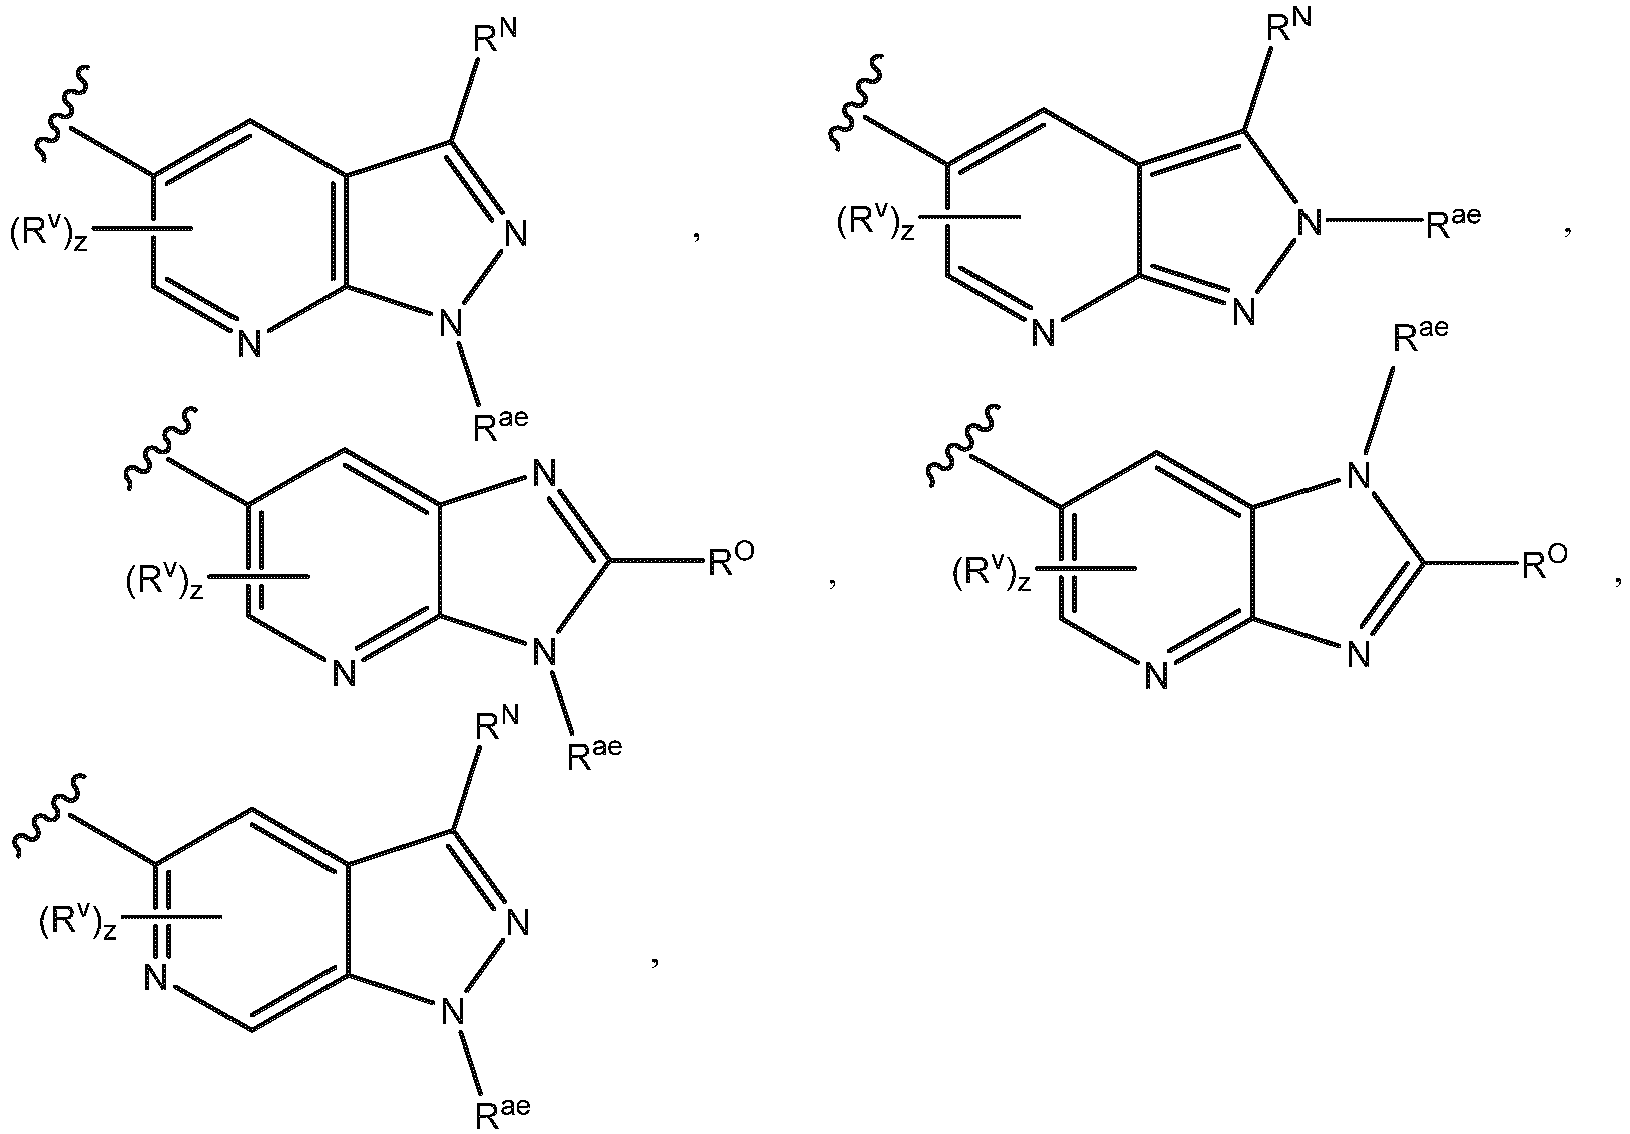 R^N R^N
(R^v)_z N , (R^v)_z N R^ae ,
N N N N
R^ae R^ae
N N
(R^v)_z R^O , (R^v)_z R^O ,
N N N N
R^N R^ae
(R^v)_z N ,
N N
R^ae